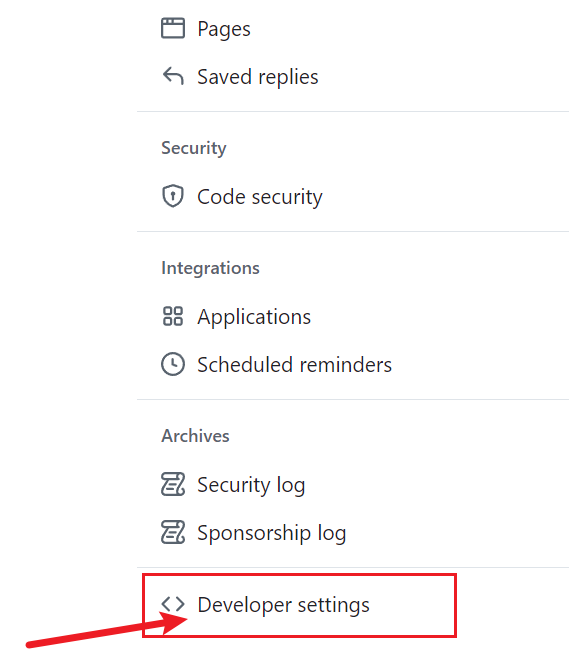 Pages
Saved replies
Security
Code security
Integrations
Applications
Scheduled reminders
Archives
Security log
Sponsorship log
Developer settings